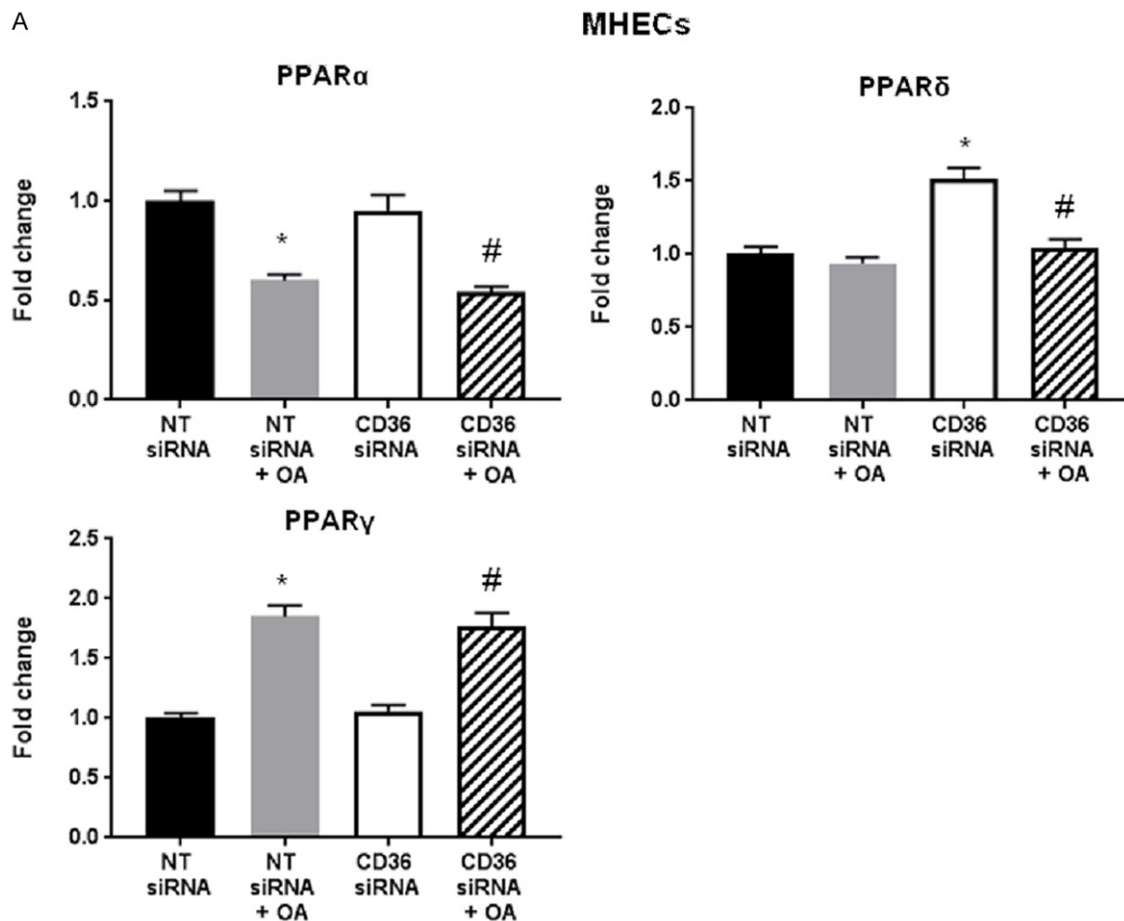 A
MHECs
PPARα
1.5
1.0
0.5
0.0
Fold change
*
#
NT
siRNA
NT
siRNA
+ OA
CD36
siRNA
CD36
siRNA
+ OA
PPARδ
2.0
1.5
1.0
0.5
0.0
Fold change
*
#
NT
siRNA
NT
siRNA
+ OA
CD36
siRNA
CD36
siRNA
+ OA
PPARγ
2.5
2.0
1.5
1.0
0.5
0.0
Fold change
*
#
NT
siRNA
NT
siRNA
+ OA
CD36
siRNA
CD36
siRNA
+ OA